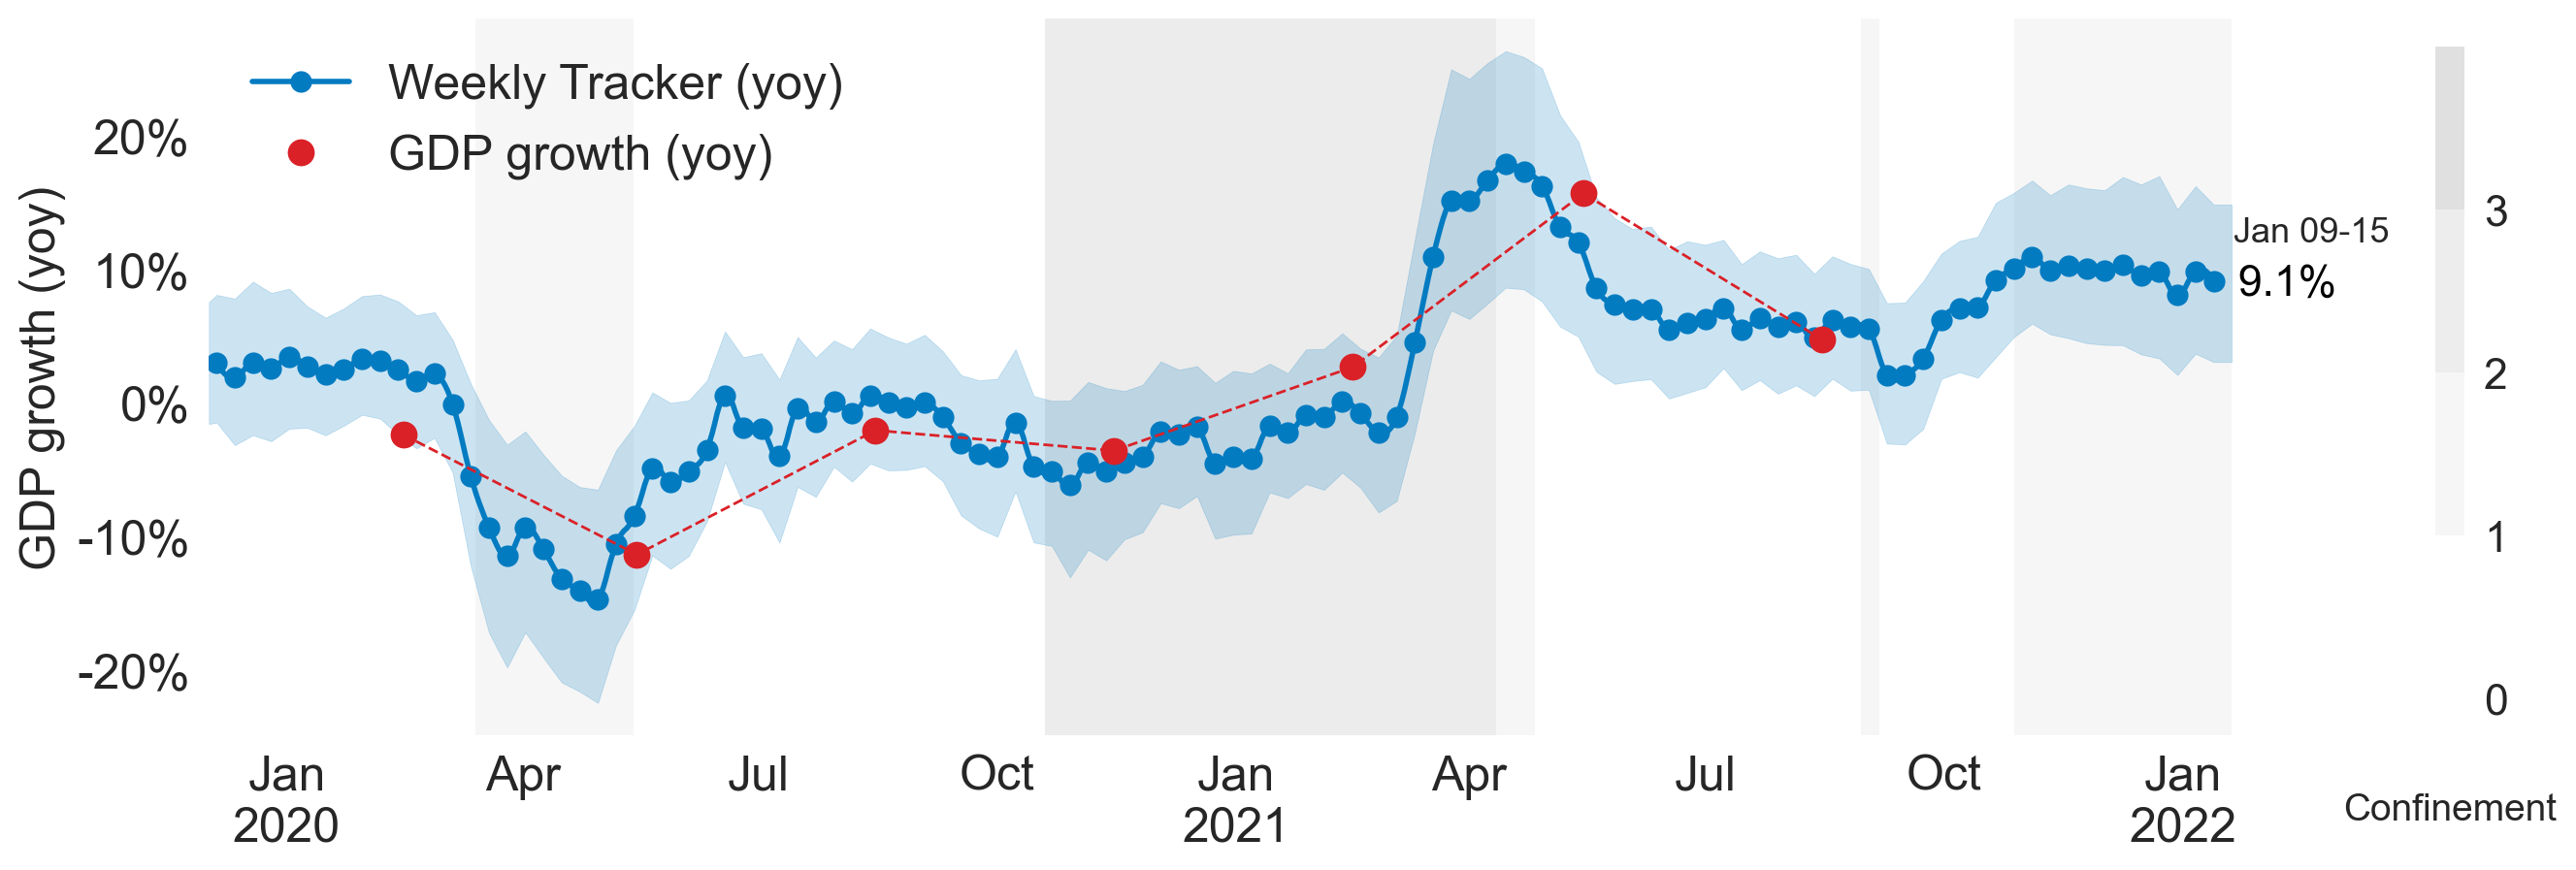 Weekly Tracker (yoy)
GDP growth (yoy)
GDP growth (yoy)
20%
10%
0%
-10%
-20%
Jan 09-15
9.1%
3
2
1
0
Jan Apr Jul Oct Jan Apr Jul Oct Jan
2020 2021 2022
Confinement